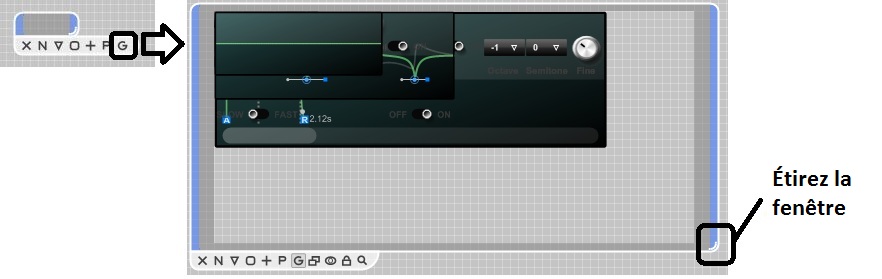 X N P G
-1 0
Octave Semitone Fine
A FAST R 2.12s OFF ON
X N P G
Étirez la
fenêtre